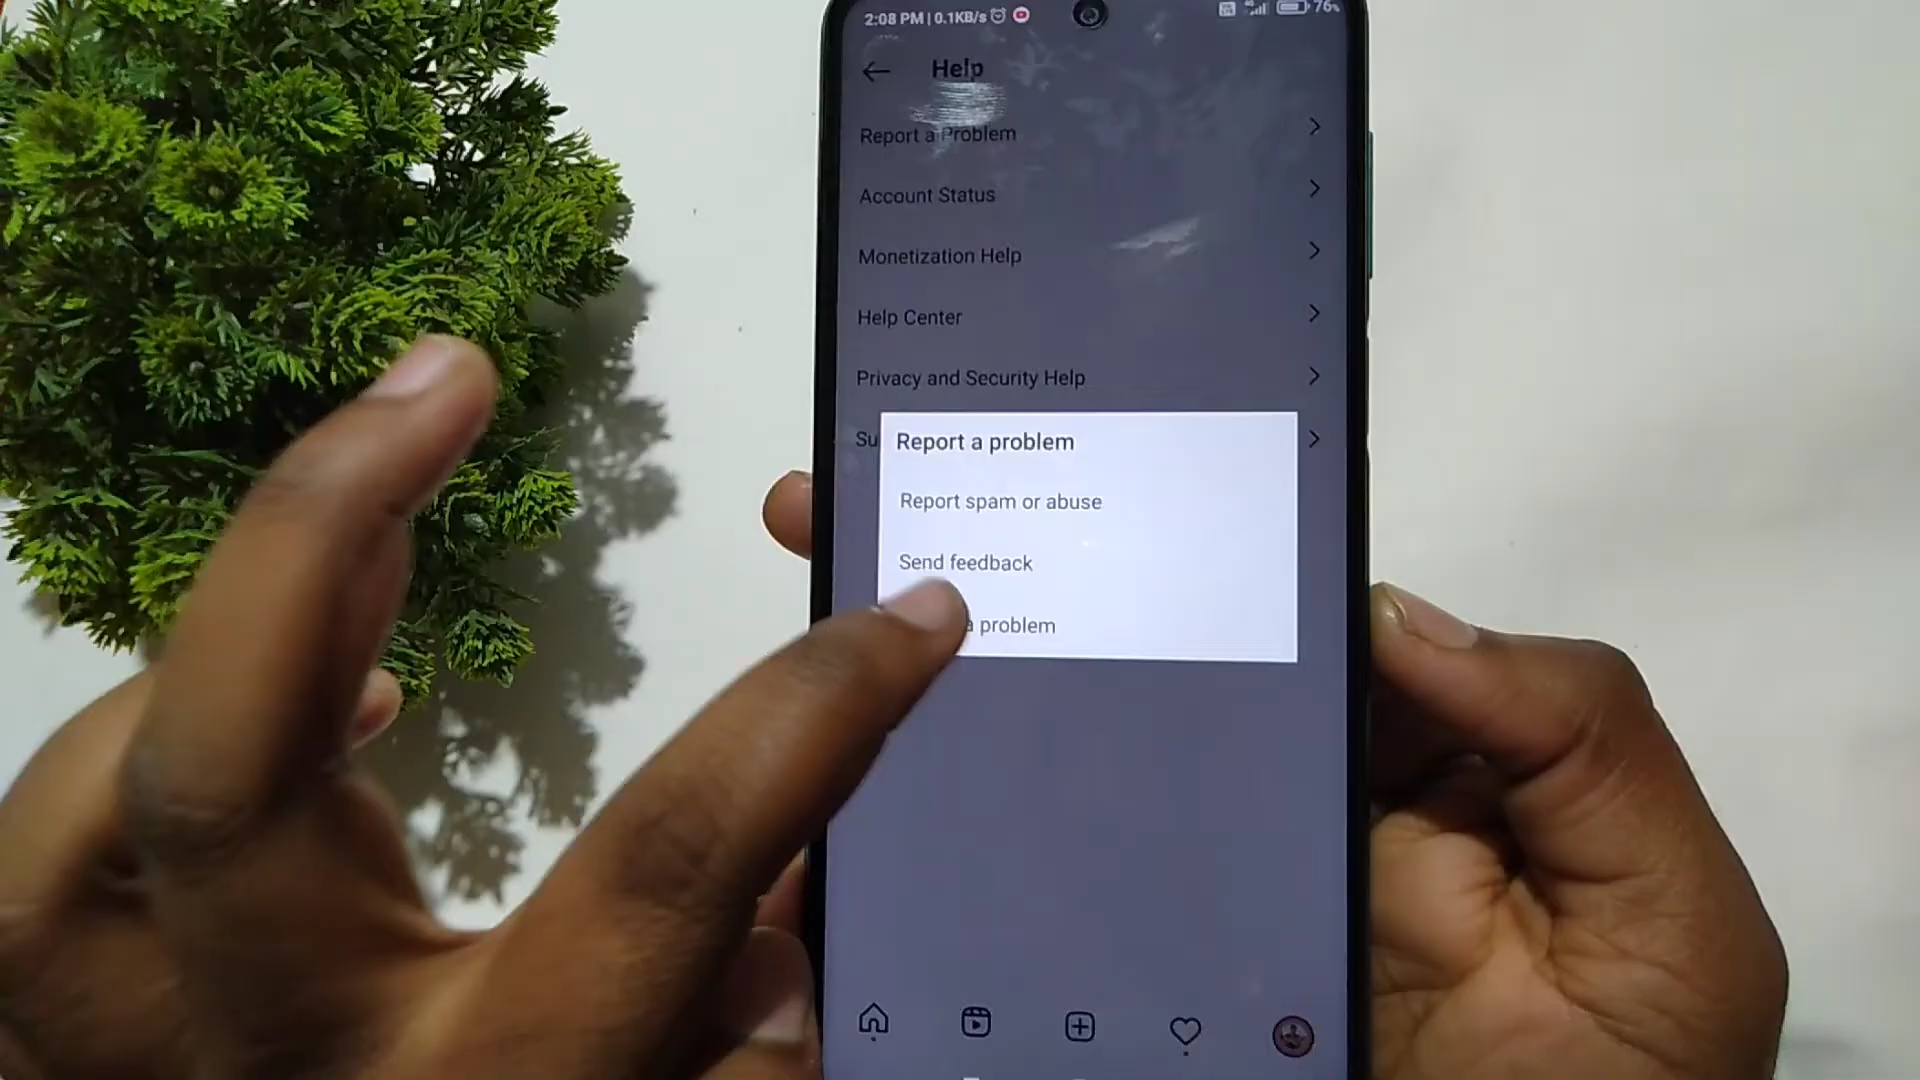 2:08 PM | 0.1KB/s
76%
Help
Report a Problem
Account Status
Monetization Help
Help Center
Privacy and Security Help
Su
Report a problem
Report spam or abuse
Send feedback
a problem